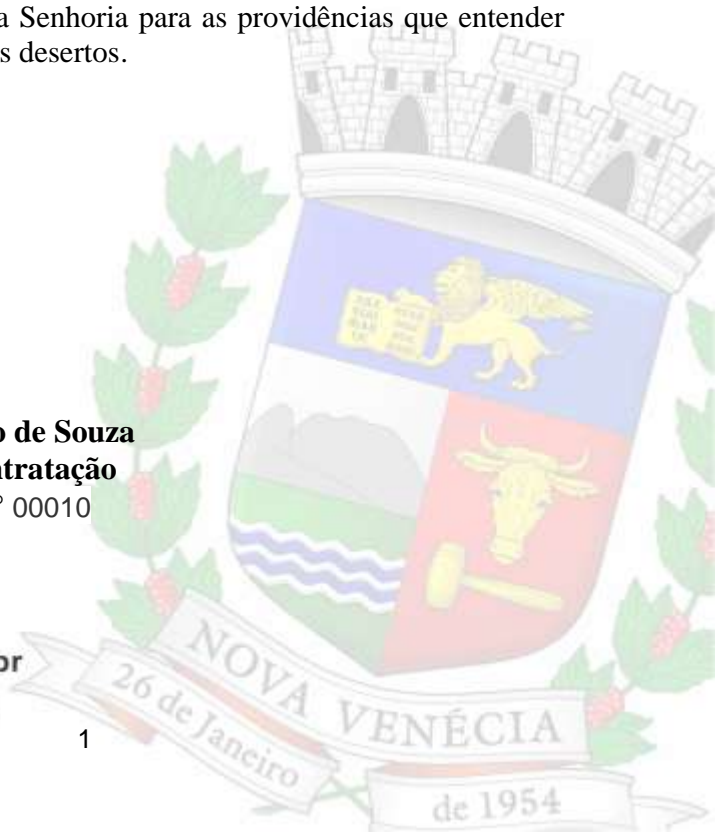 a Senhoria para as providências que entender
s desertos.
o de Souza
ntratação
° 00010
or
1
NOVA VENÉCIA
26 de Janeiro
de 1954